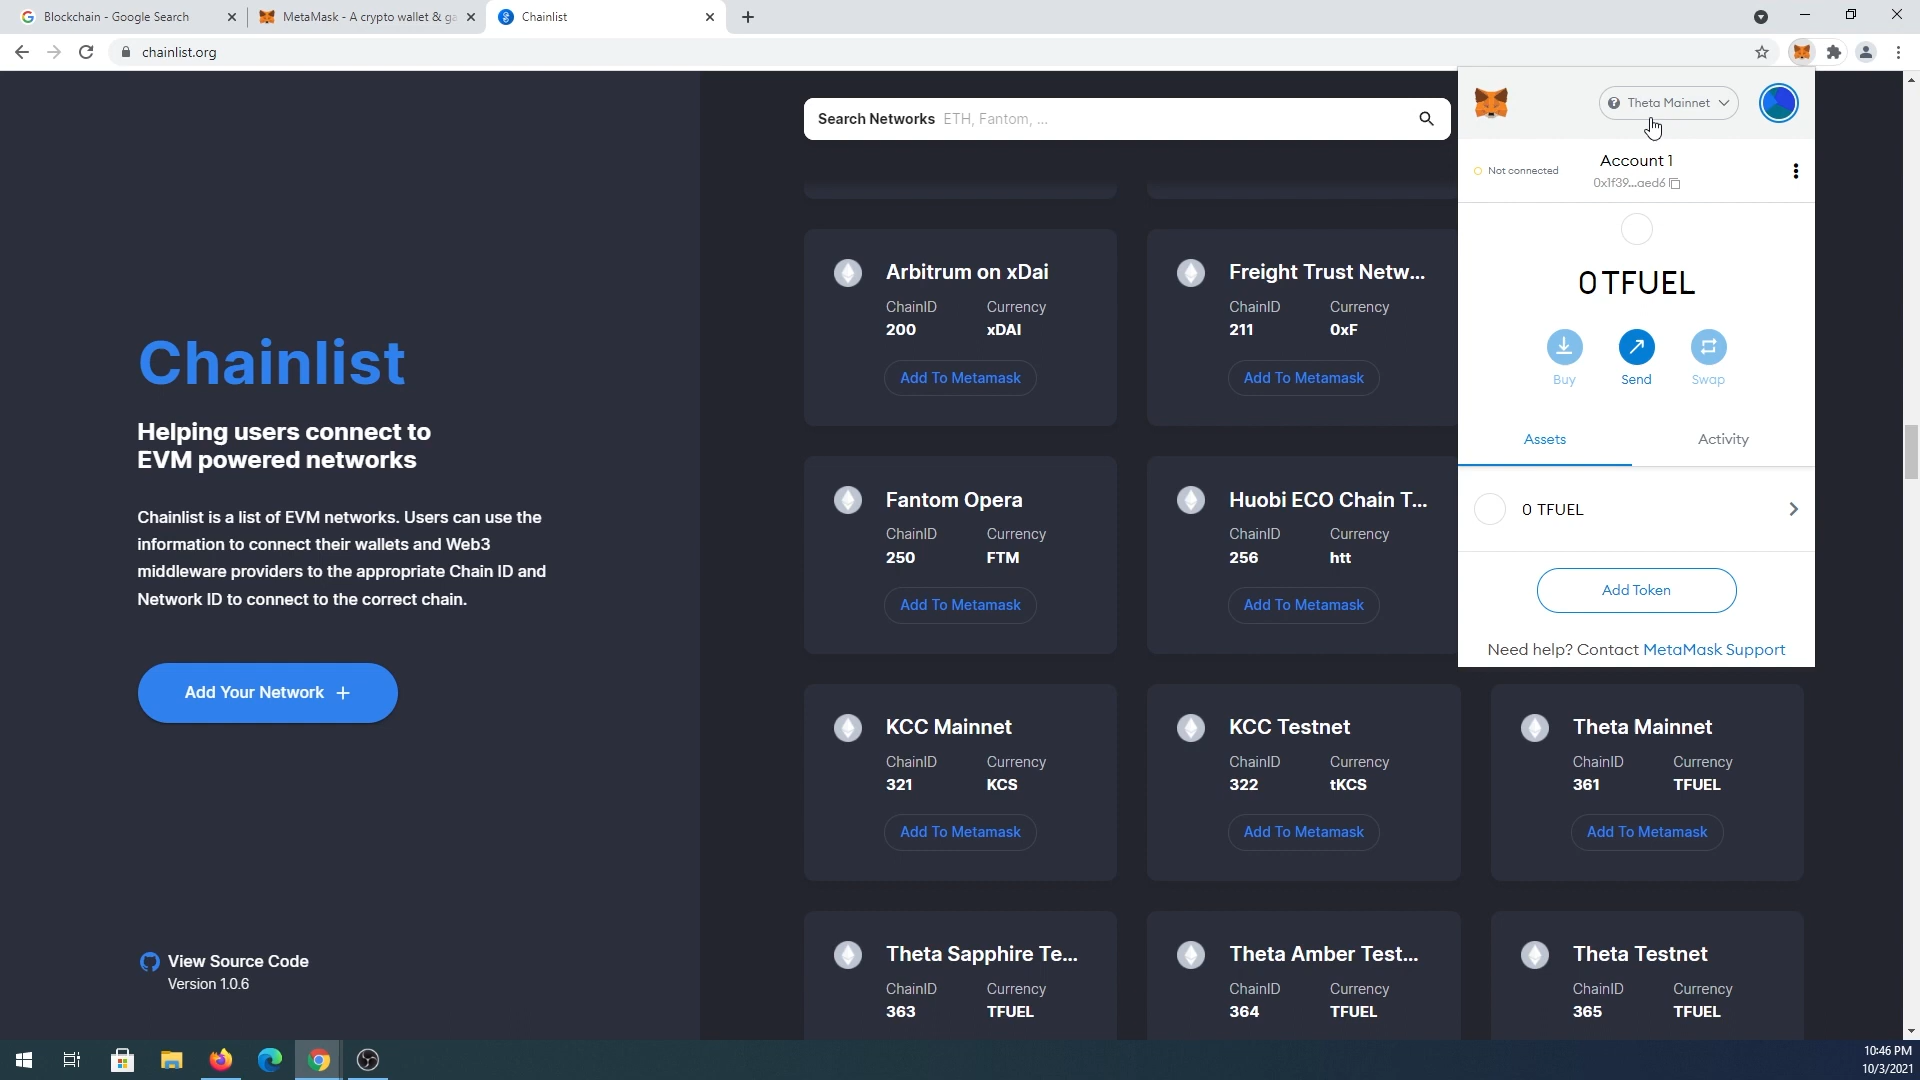 Blockchain - Google Search
MetaMask - A crypto wallet & ga
Chainlist
chainlist.org
Search Networks ETH, Fantom, ...
Theta Mainnet
Not connected
Account 1
0x1f39...aed6
0 TFUEL
Buy
Send
Swap
Assets
Activity
0 TFUEL
Add Token
Need help? Contact MetaMask Support
Chainlist
Helping users connect to
EVM powered networks
Chainlist is a list of EVM networks. Users can use the
information to connect their wallets and Web3
middleware providers to the appropriate Chain ID and
Network ID to connect to the correct chain.
Add Your Network +
View Source Code
Version 1.0.6
Arbitrum on xDai
ChainID Currency
200 xDAI
Add To Metamask
Freight Trust Netw...
ChainID Currency
211 0xF
Add To Metamask
Fantom Opera
ChainID Currency
250 FTM
Add To Metamask
Huobi ECO Chain T...
ChainID Currency
256 htt
Add To Metamask
KCC Mainnet
ChainID Currency
321 KCS
Add To Metamask
KCC Testnet
ChainID Currency
322 tKCS
Add To Metamask
Theta Mainnet
ChainID Currency
361 TFUEL
Add To Metamask
Theta Sapphire Te...
ChainID Currency
363 TFUEL
Theta Amber Test...
ChainID Currency
364 TFUEL
Theta Testnet
ChainID Currency
365 TFUEL
10:46 PM
10/3/2021